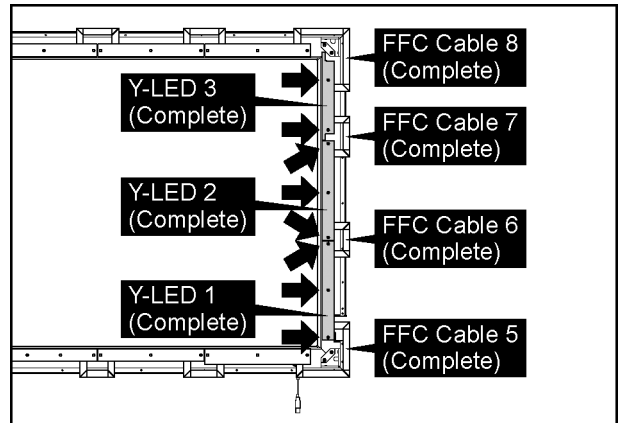 FFC Cable 8
(Complete)
Y-LED 3
(Complete)
FFC Cable 7
(Complete)
Y-LED 2
(Complete)
FFC Cable 6
(Complete)
Y-LED 1
(Complete)
FFC Cable 5
(Complete)